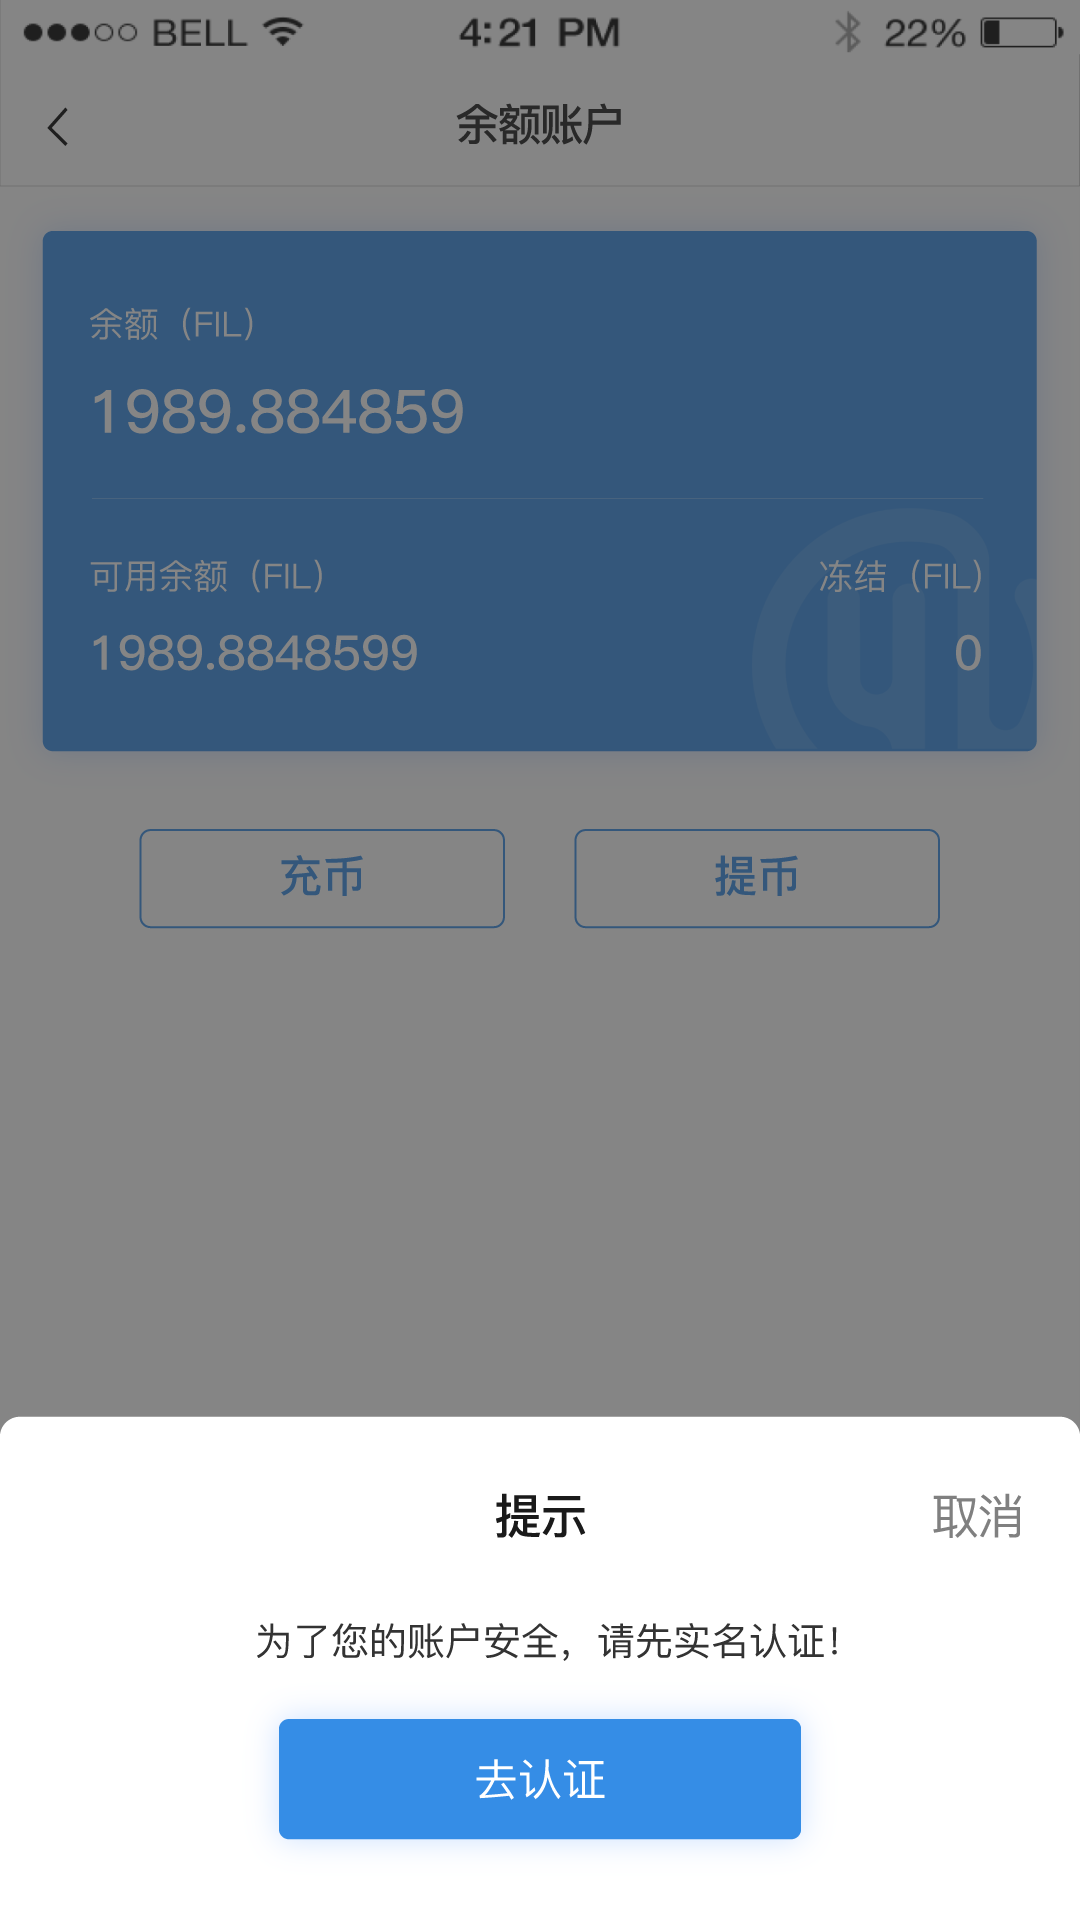 BELL 4:21 PM 22%
余额账户
余额（FIL）
1989.884859
可用余额（FIL） 冻结（FIL）
1989.8848599 0
充币 提币
提示 取消
为了您的账户安全，请先实名认证！
去认证